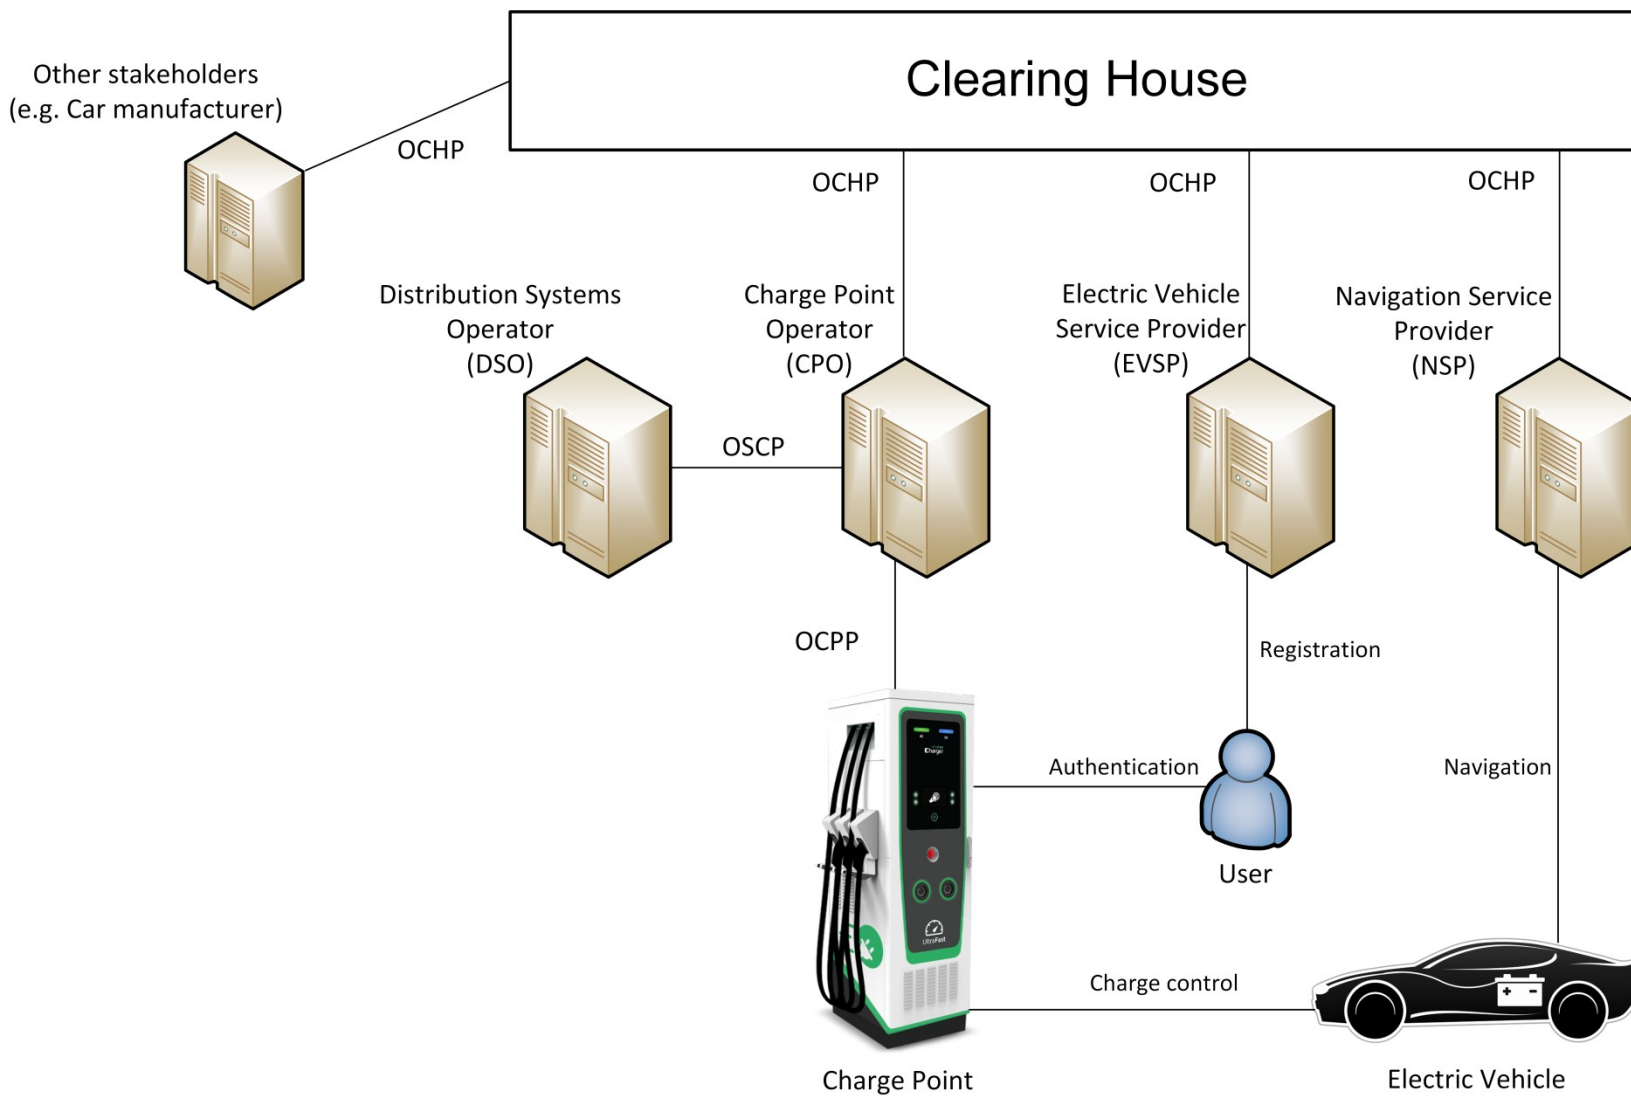 Clearing House
Other stakeholders
(e.g. Car manufacturer)
OCHP
OCHP
OCHP
OCHP
Distribution Systems
Operator
(DSO)
Charge Point
Operator
(CPO)
Electric Vehicle
Service Provider
(EVSP)
Navigation Service
Provider
(NSP)
OSCP
OCPP
Registration
Authentication
Navigation
User
UltraFast
Charge control
Charge Point
Electric Vehicle